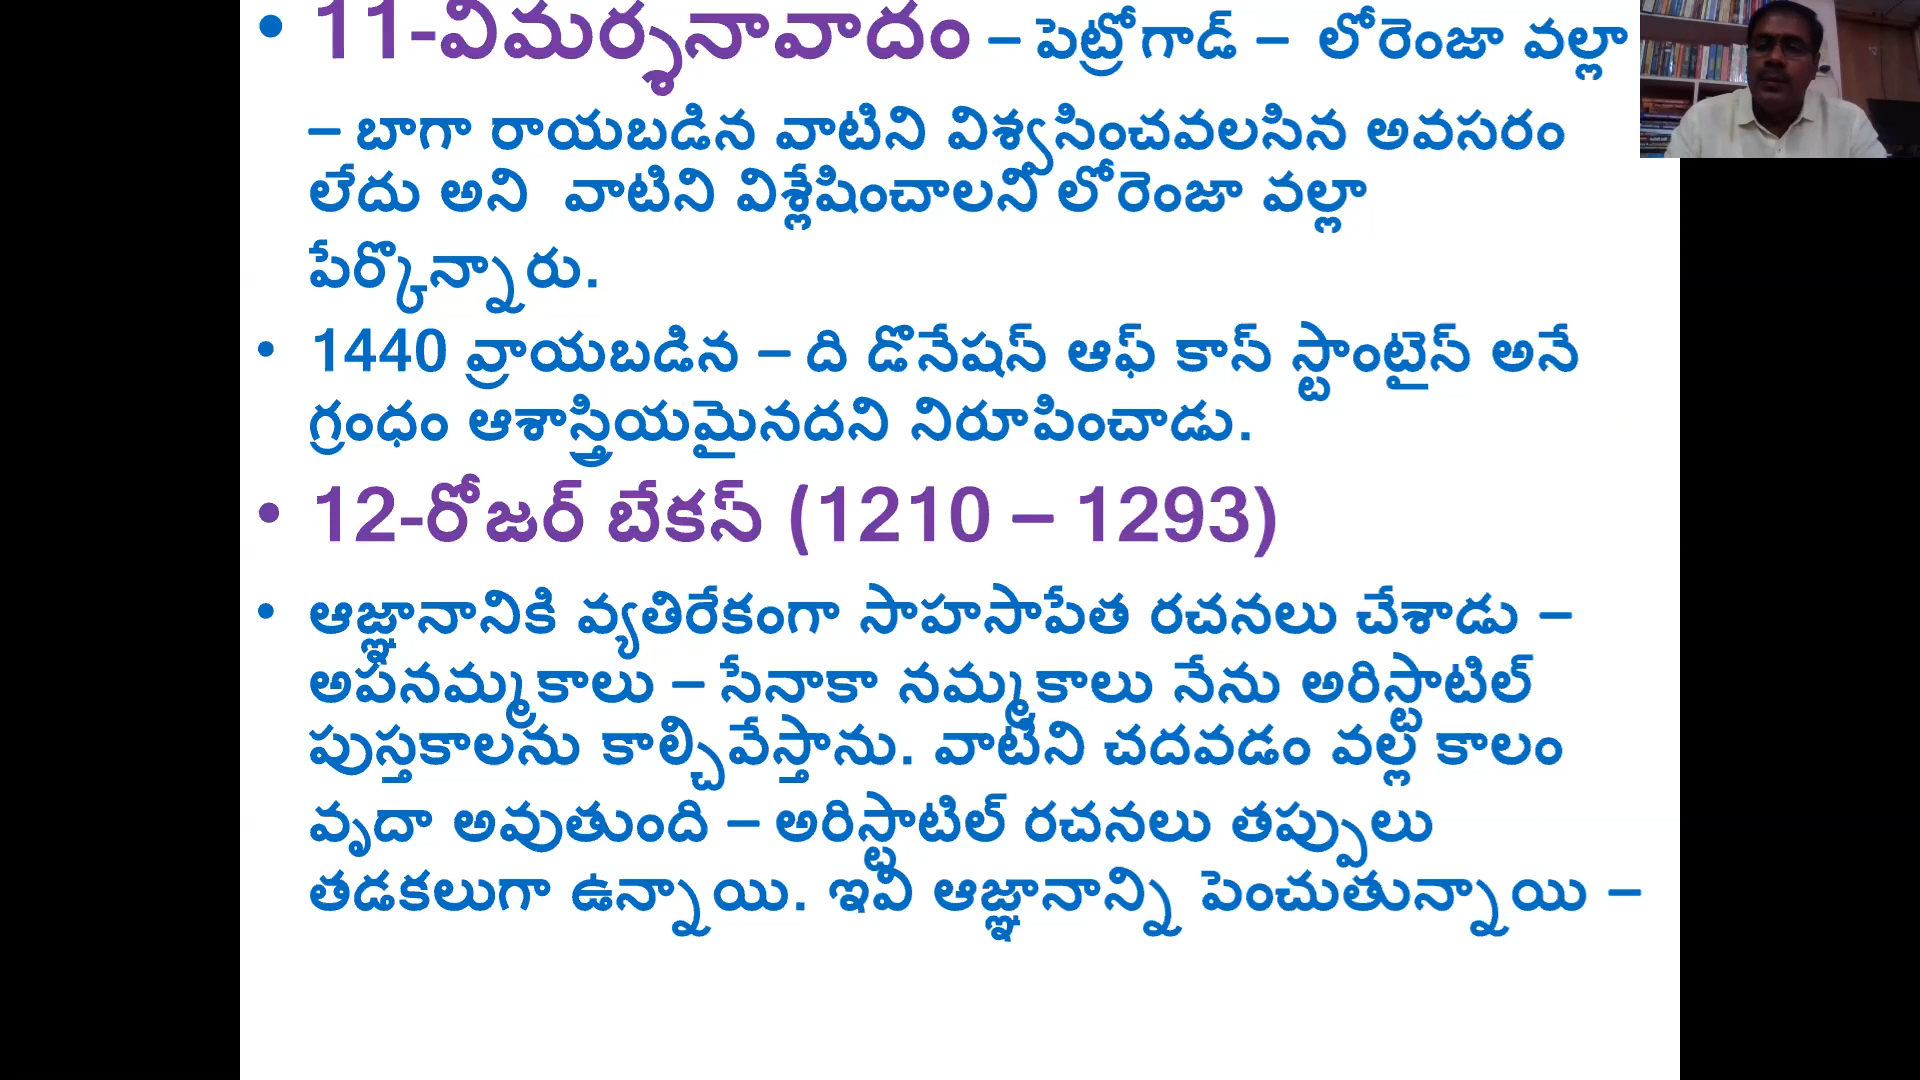 • 11-విమర్శనావాదం – పెట్రోగాడ్ – లోరెంజా వల్లా
– బాగా రాయబడిన వాటిని విశ్వసించవలసిన అవసరం
లేదు అని వాటిని విశ్లేషించాలని లోరెంజా వల్లా
పేర్కొన్నారు.
• 1440 వ్రాయబడిన – ది డొనేషన్ ఆఫ్ కాన్ స్టాంటైన్ అనే
గ్రంధం ఆశాస్త్రియమైనదని నిరూపించాడు.
• 12-రోజర్ బేకన్ (1210 – 1293)
• ఆజ్ఞానానికి వ్యతిరేకంగా సాహసాపేత రచనలు చేశాడు –
అపనమ్మకాలు – సేనాకా నమ్మకాలు నేను అరిస్టాటిల్
పుస్తకాలను కాల్చివేస్తాను. వాటిని చదవడం వల్ల కాలం
వృదా అవుతుంది – అరిస్టాటిల్ రచనలు తప్పులు
తడకలుగా ఉన్నాయి. ఇవి ఆజ్ఞానాన్ని పెంచుతున్నాయి –